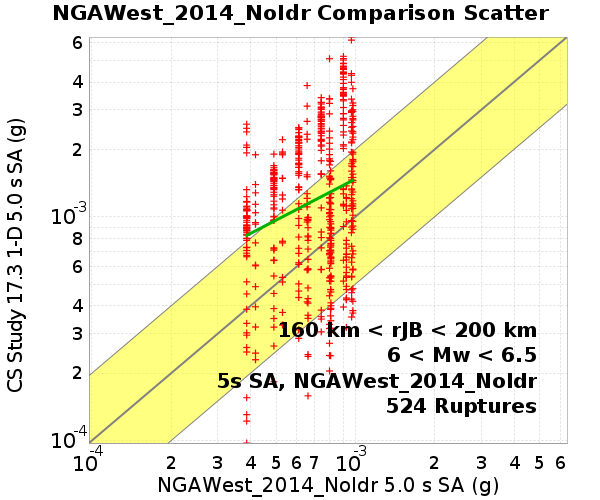 NGAWest_2014_NoIdr Comparison Scatter
6
4
3
2
10-3
8
6
4
3
2
10-4
CS Study 17.3 1-D 5.0 s SA (g)
160 km < rJB < 200 km
6 < Mw < 6.5
5s SA, NGAWest_2014_NoIdr
524 Ruptures
10-4 2 3 4 5 6 7 10-3 2 3 4 5 6
NGAWest_2014_NoIdr 5.0 s SA (g)